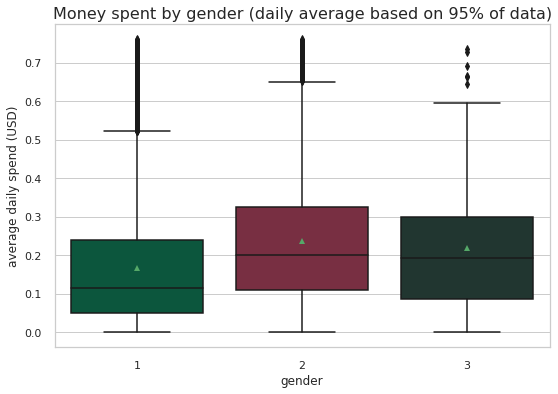 Money spent by gender (daily average based on 95% of data)
average daily spend (USD)
0.7
0.6
0.5
0.4
0.3
0.2
0.1
0.0
1 2 3
gender